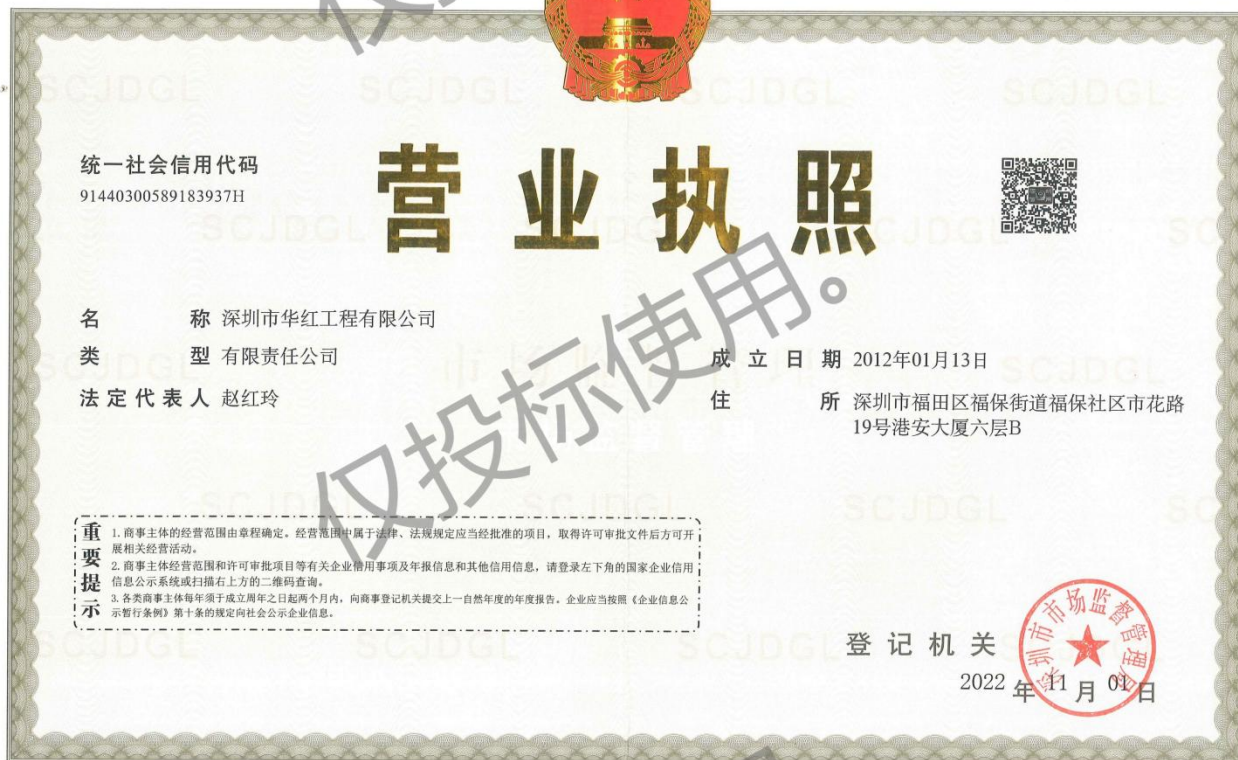 统一社会信用代码
91440300589183937H
营业执照
名称 深圳市华红工程有限公司
类型 有限责任公司
法定代表人 赵红玲
成立日期 2012年01月13日
住所 深圳市福田区福保街道福保社区市花路
19号港安大厦六层B
重要提示
1.商事主体的经营范围由章程确定。经营范围中属于法律、法规规定应当经批准的项目，取得许可审批文件后方可开
展相关经营活动。
2.商事主体经营范围和许可审批项目等有关企业信用事项及年报信息和其他信用信息，请登录左下角的国家企业信用
信息公示系统或扫描右上方的二维码查询。
3.各类商事主体每年须于成立周年之日起两个月内，向商事登记机关提交上一自然年度的年度报告。企业应当按照《企业信息公
示暂行条例》第十条的规定向社会公示企业信息。
登记机关
深圳市市场监督管理局
2022年11月01日
仅投标使用。
SCJDGL